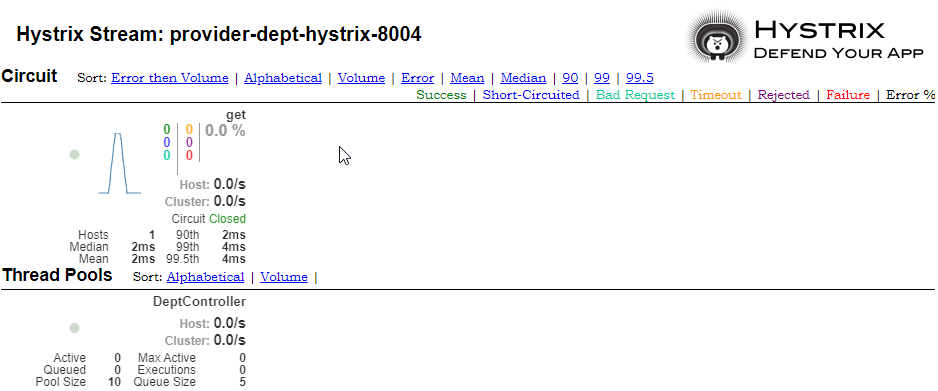 Hystrix Stream: provider-dept-hystrix-8004
HYSTRIX
DEFEND YOUR APP
Circuit Sort: Error then Volume | Alphabetical | Volume | Error | Mean | Median | 90 | 99 | 99.5
Success | Short-Circuited | Bad Request | Timeout | Rejected | Failure | Error %
get
0 0 0.0 %
0 0
0 0
Host: 0.0/s
Cluster: 0.0/s
Circuit Closed
Hosts 1 90th 2ms
Median 2ms 99th 4ms
Mean 2ms 99.5th 4ms
Thread Pools Sort: Alphabetical | Volume |
DeptController
Host: 0.0/s
Cluster: 0.0/s
Active 0 Max Active 0
Queued 0 Executions 0
Pool Size 10 Queue Size 5